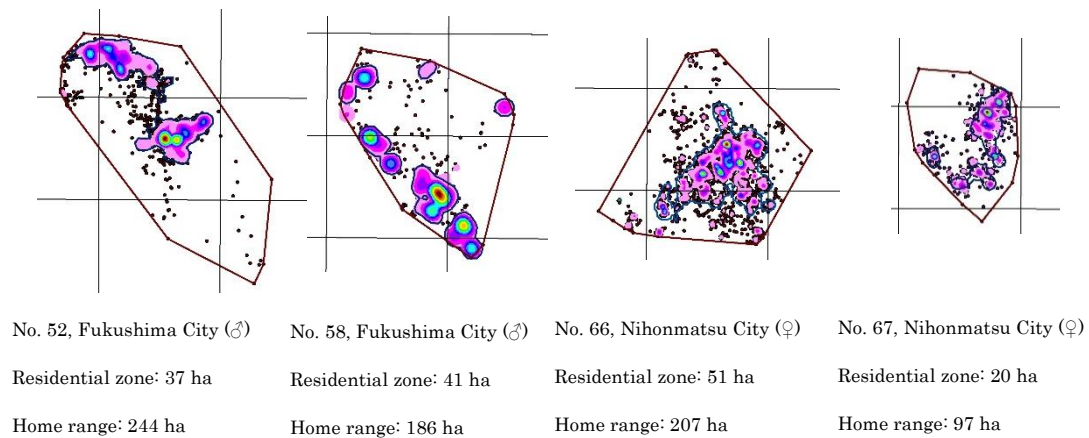 No. 52, Fukushima City (♂)
Residential zone: 37 ha
Home range: 244 ha
No. 58, Fukushima City (♂)
Residential zone: 41 ha
Home range: 186 ha
No. 66, Nihonmatsu City (♀)
Residential zone: 51 ha
Home range: 207 ha
No. 67, Nihonmatsu City (♀)
Residential zone: 20 ha
Home range: 97 ha